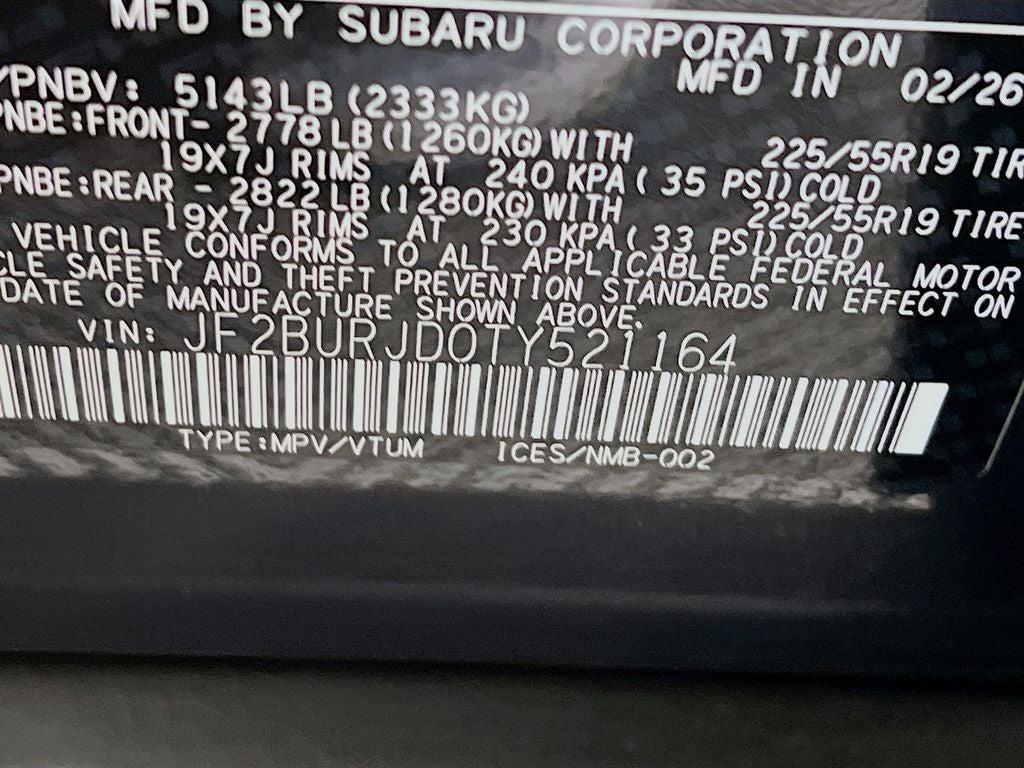 MFD BY SUBARU CORPORATION
MFD IN 02/26
/PNBV: 5143LB (2333KG)
PNBE:FRONT- 2778LB(1260KG)WITH 225/55R19 TIR
19X7J RIMS AT 240 KPA ( 35 PSI) COLD
PNBE:REAR - 2822LB(1280KG)WITH 225/55R19 TIRE
19X7J RIMS AT 230 KPA ( 33 PSI) COLD
VEHICLE CONFORMS TO ALL APPLICABLE FEDERAL MOTOR
CLE SAFETY AND THEFT PREVENTION STANDARDS IN EFFECT ON
DATE OF MANUFACTURE SHOWN ABOVE.
VIN: JF2BURJD0TY521164
TYPE:MPV/VTUM ICES/NMB-002